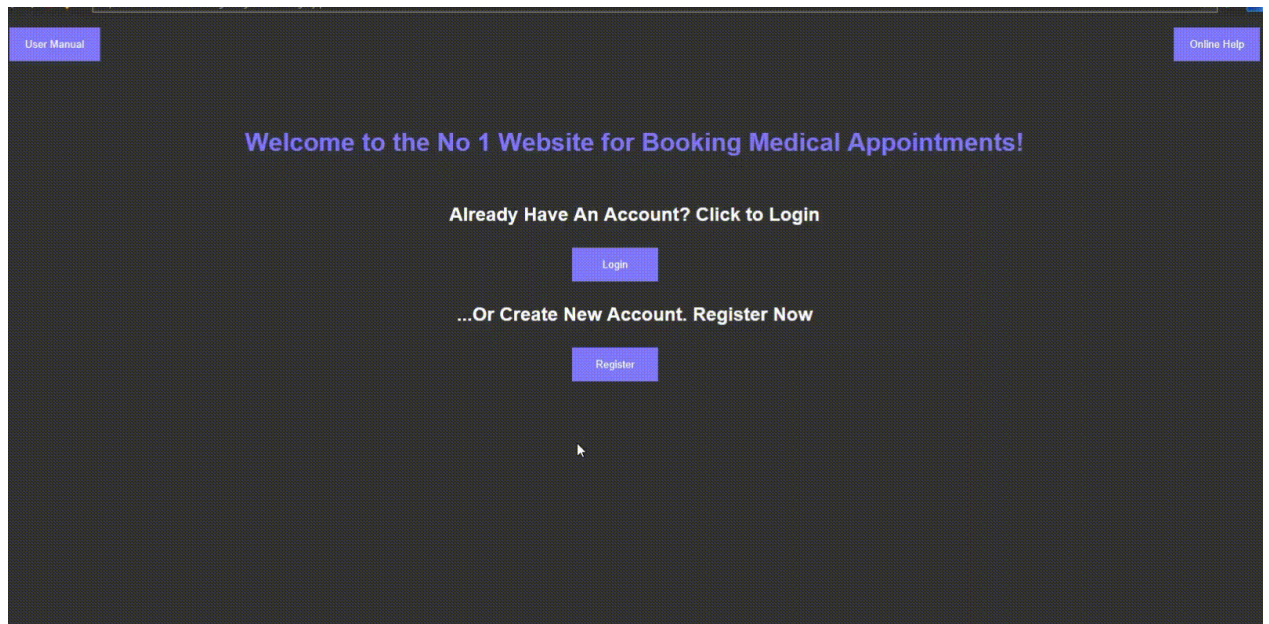 User Manual
Online Help
Welcome to the No 1 Website for Booking Medical Appointments!
Already Have An Account? Click to Login
Login
...Or Create New Account. Register Now
Register